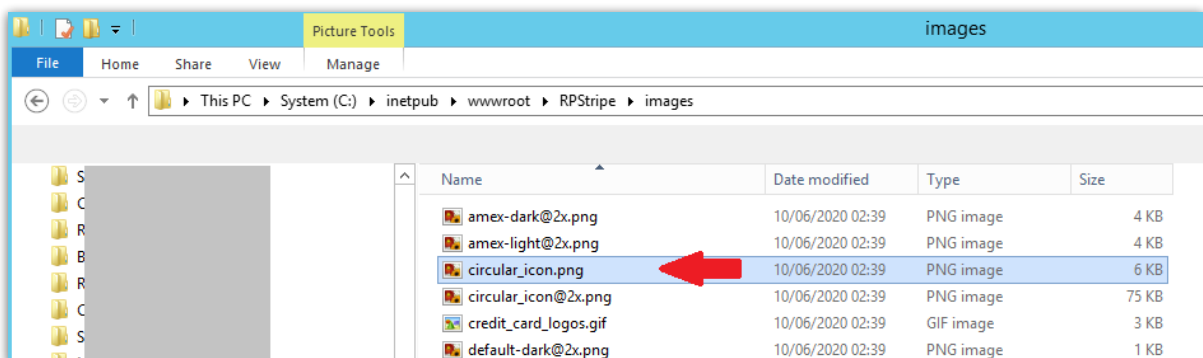 Picture Tools
images
File Home Share View Manage
This PC System (C:) inetpub wwwroot RPStripe images
S
C
R
B
R
C
S
Name Date modified Type Size
amex-dark@2x.png 10/06/2020 02:39 PNG image 4 KB
amex-light@2x.png 10/06/2020 02:39 PNG image 4 KB
circular_icon.png 10/06/2020 02:39 PNG image 6 KB
circular_icon@2x.png 10/06/2020 02:39 PNG image 75 KB
credit_card_logos.gif 10/06/2020 02:39 GIF image 3 KB
default-dark@2x.png 10/06/2020 02:39 PNG image 1 KB